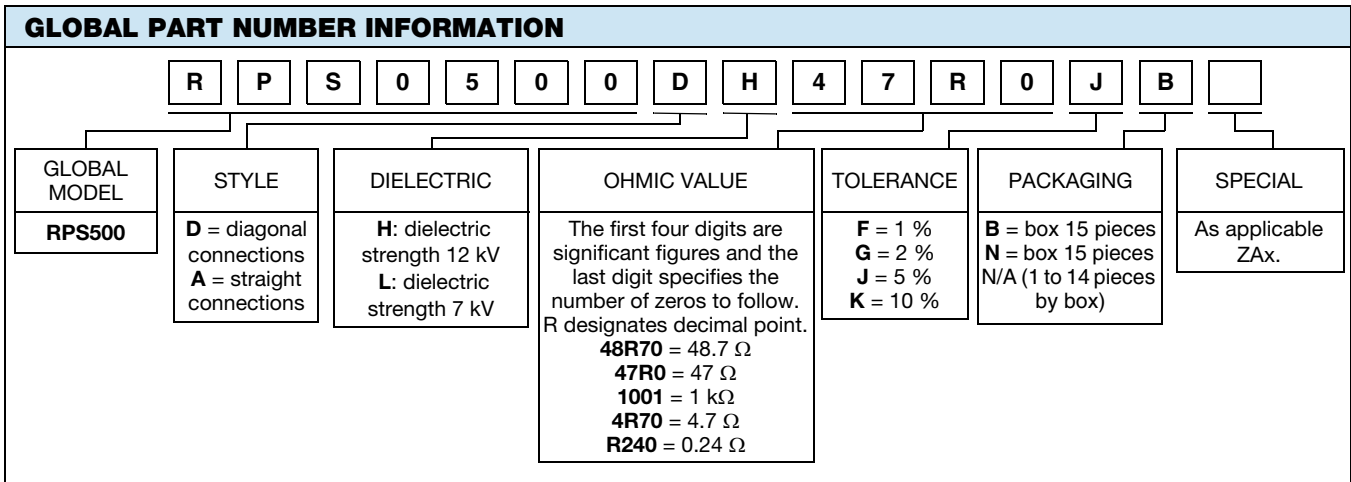 GLOBAL PART NUMBER INFORMATION
R P S 0 5 0 0 D H 4 7 R 0 J B
GLOBAL
MODEL
RPS500
STYLE
D = diagonal
connections
A = straight
connections
DIELECTRIC
H: dielectric
strength 12 kV
L: dielectric
strength 7 kV
OHMIC VALUE
The first four digits are
significant figures and the
last digit specifies the
number of zeros to follow.
R designates decimal point.
48R70 = 48.7 Ω
47R0 = 47 Ω
1001 = 1 kΩ
4R70 = 4.7 Ω
R240 = 0.24 Ω
TOLERANCE
F = 1 %
G = 2 %
J = 5 %
K = 10 %
PACKAGING
B = box 15 pieces
N = box 15 pieces
N/A (1 to 14 pieces
by box)
SPECIAL
As applicable
ZAx.